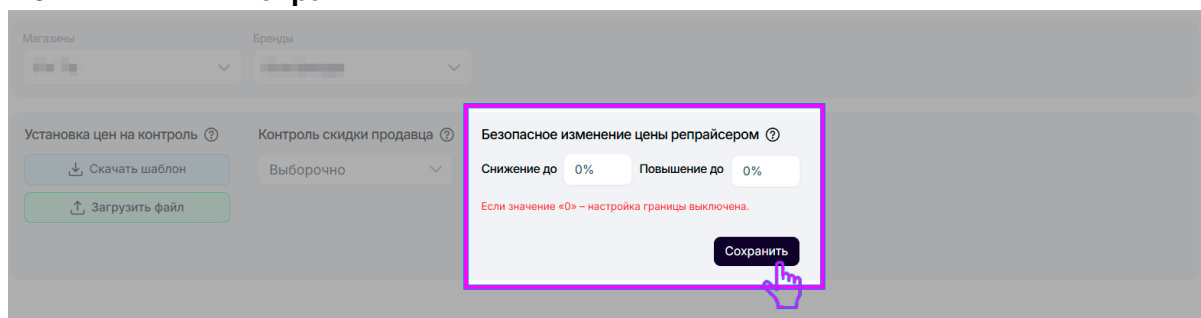 Магазины
Бренды
Установка цен на контроль
Скачать шаблон
Загрузить файл
Контроль скидки продавца
Выборочно
Безопасное изменение цены репрайсером
Снижение до 0% Повышение до 0%
Если значение «0» – настройка границы выключена.
Сохранить